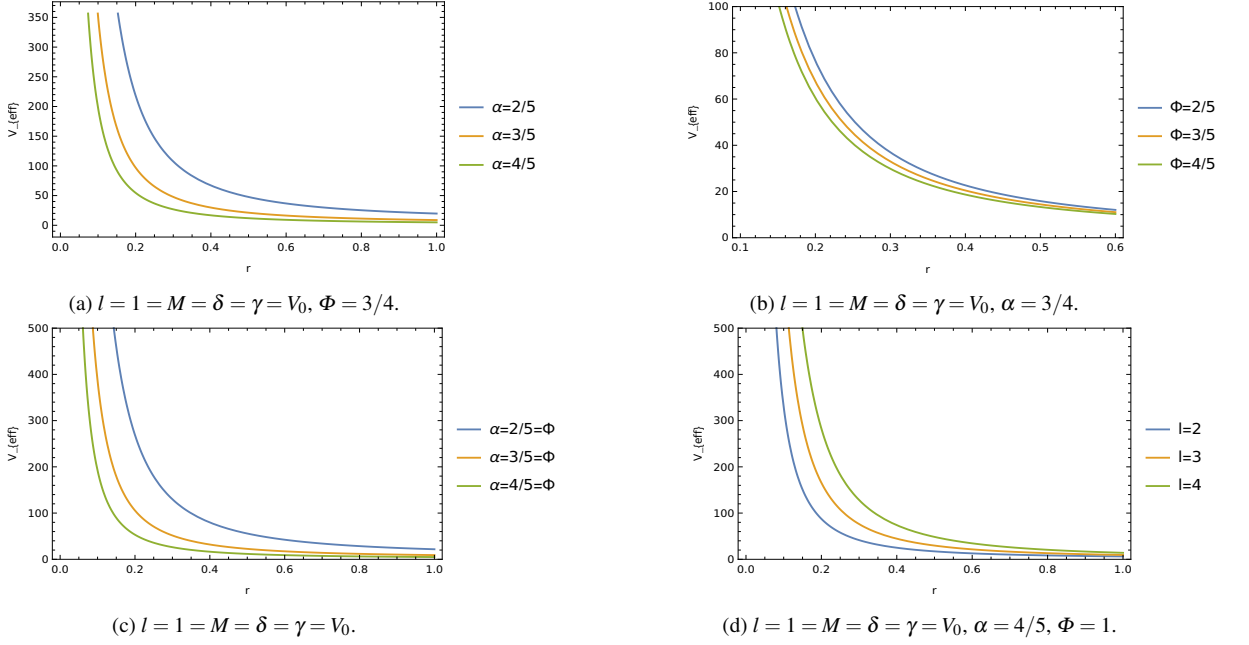 350
300
250
200
150
100
50
0
V_{eff}
0.0 0.2 0.4 0.6 0.8 1.0
r
α=2/5
α=3/5
α=4/5
(a) l = 1 = M = δ = γ = V₀, Φ = 3/4.
100
80
60
40
20
0
V_{eff}
0.1 0.2 0.3 0.4 0.5 0.6
r
Φ=2/5
Φ=3/5
Φ=4/5
(b) l = 1 = M = δ = γ = V₀, α = 3/4.
500
400
300
200
100
0
V_{eff}
0.0 0.2 0.4 0.6 0.8 1.0
r
α=2/5=Φ
α=3/5=Φ
α=4/5=Φ
(c) l = 1 = M = δ = γ = V₀.
500
400
300
200
100
0
V_{eff}
0.0 0.2 0.4 0.6 0.8 1.0
r
l=2
l=3
l=4
(d) l = 1 = M = δ = γ = V₀, α = 4/5, Φ = 1.